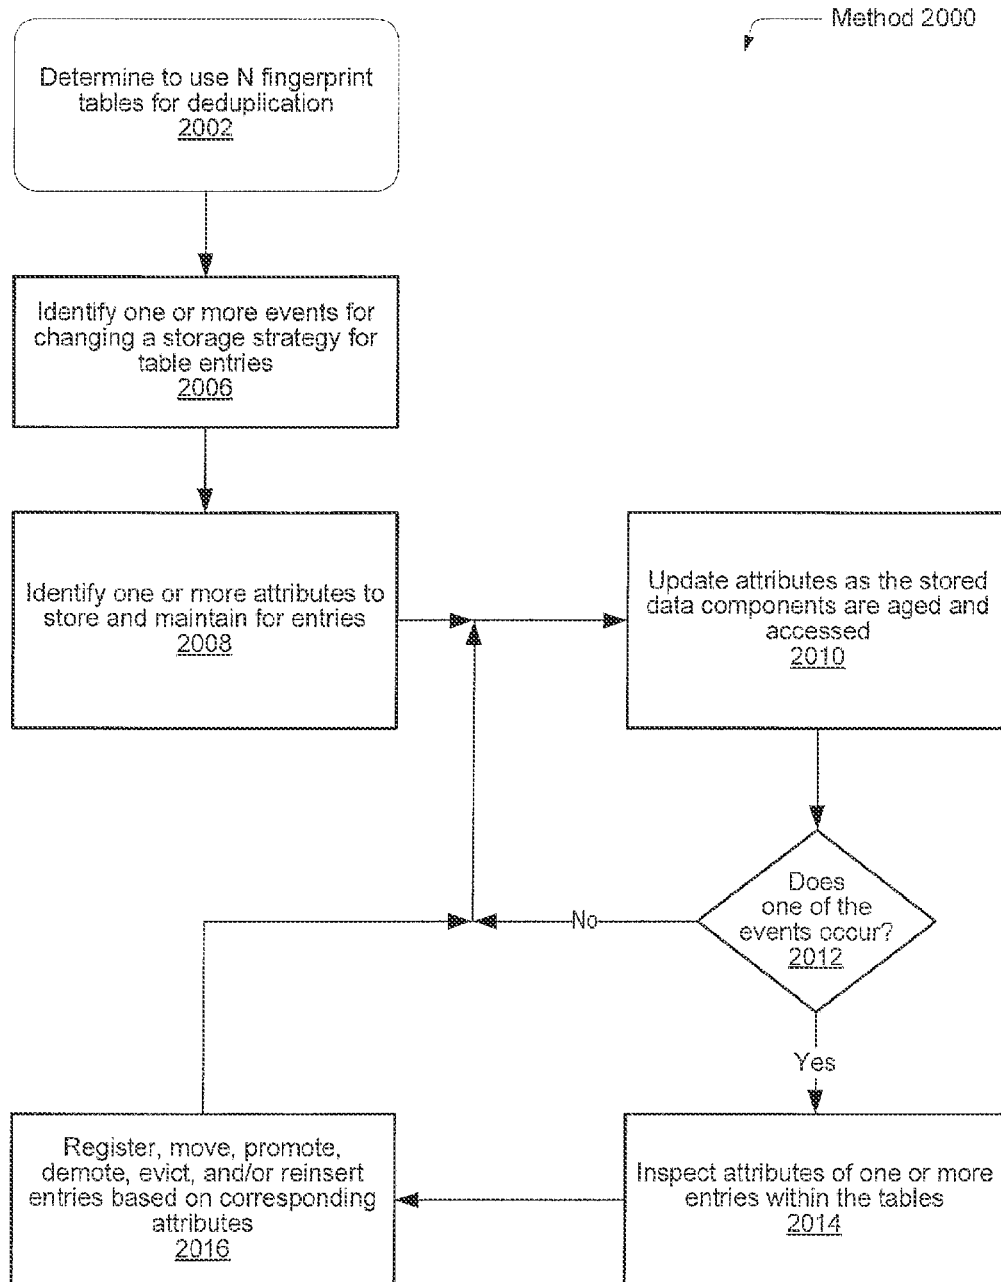 Method 2000
Determine to use N fingerprint
tables for deduplication
2002
Identify one or more events for
changing a storage strategy for
table entries
2006
Identify one or more attributes to
store and maintain for entries
2008
Update attributes as the stored
data components are aged and
accessed
2010
Does
one of the
events occur?
2012
No
Yes
Inspect attributes of one or more
entries within the tables
2014
Register, move, promote,
demote, evict, and/or reinsert
entries based on corresponding
attributes
2016